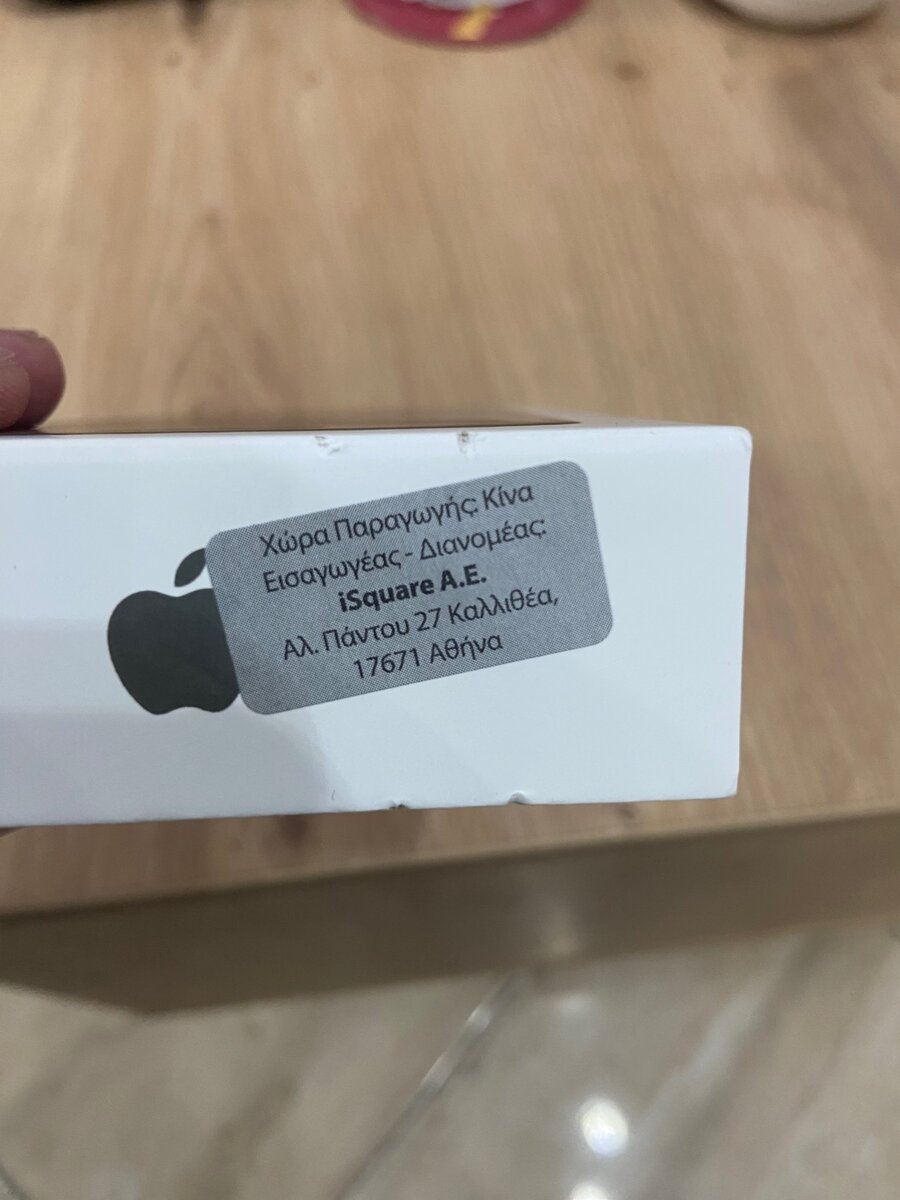 Χώρα Παραγωγής: Κίνα
Εισαγωγέας - Διανομέας:
iSquare A.E.
Αλ. Πάντου 27 Καλλιθέα,
17671 Αθήνα